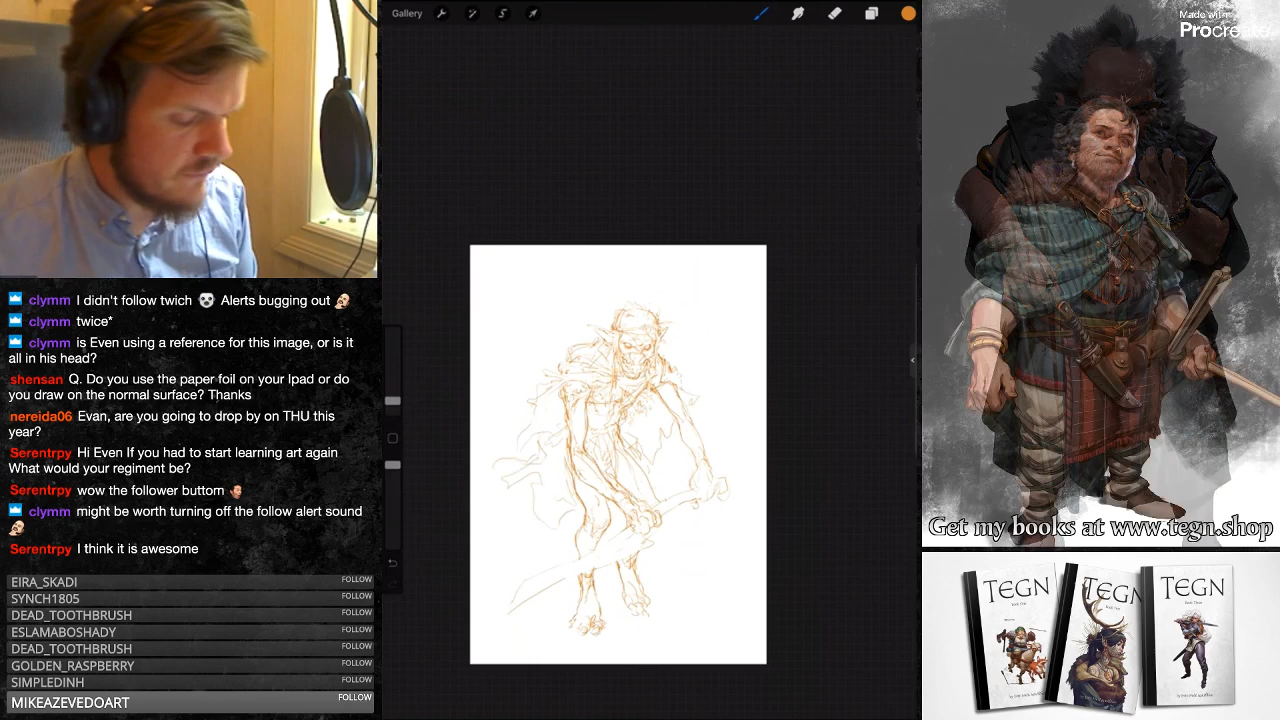 Gallery
Made with
Procreate
clymm I didn't follow twich Alerts bugging out
clymm twice*
clymm is Even using a reference for this image, or is it
all in his head?
shensan Q. Do you use the paper foil on your Ipad or do
you draw on the normal surface? Thanks
nereida06 Evan, are you going to drop by on THU this
year?
Serentrpy Hi Even If you had to start learning art again
What would your regiment be?
Serentrpy wow the follower buttom
clymm might be worth turning off the follow alert sound
Serentrpy I think it is awesome
EIRA_SKADI FOLLOW
SYNCH1805 FOLLOW
DEAD_TOOTHBRUSH FOLLOW
ESLAMABOSHADY FOLLOW
DEAD_TOOTHBRUSH FOLLOW
GOLDEN_RASPBERRY FOLLOW
SIMPLEDINH FOLLOW
MIKEAZEVEDOART FOLLOW
Get my books at www.tegn.shop
TEGN
Book One
TEGN
TEGN
Book Three